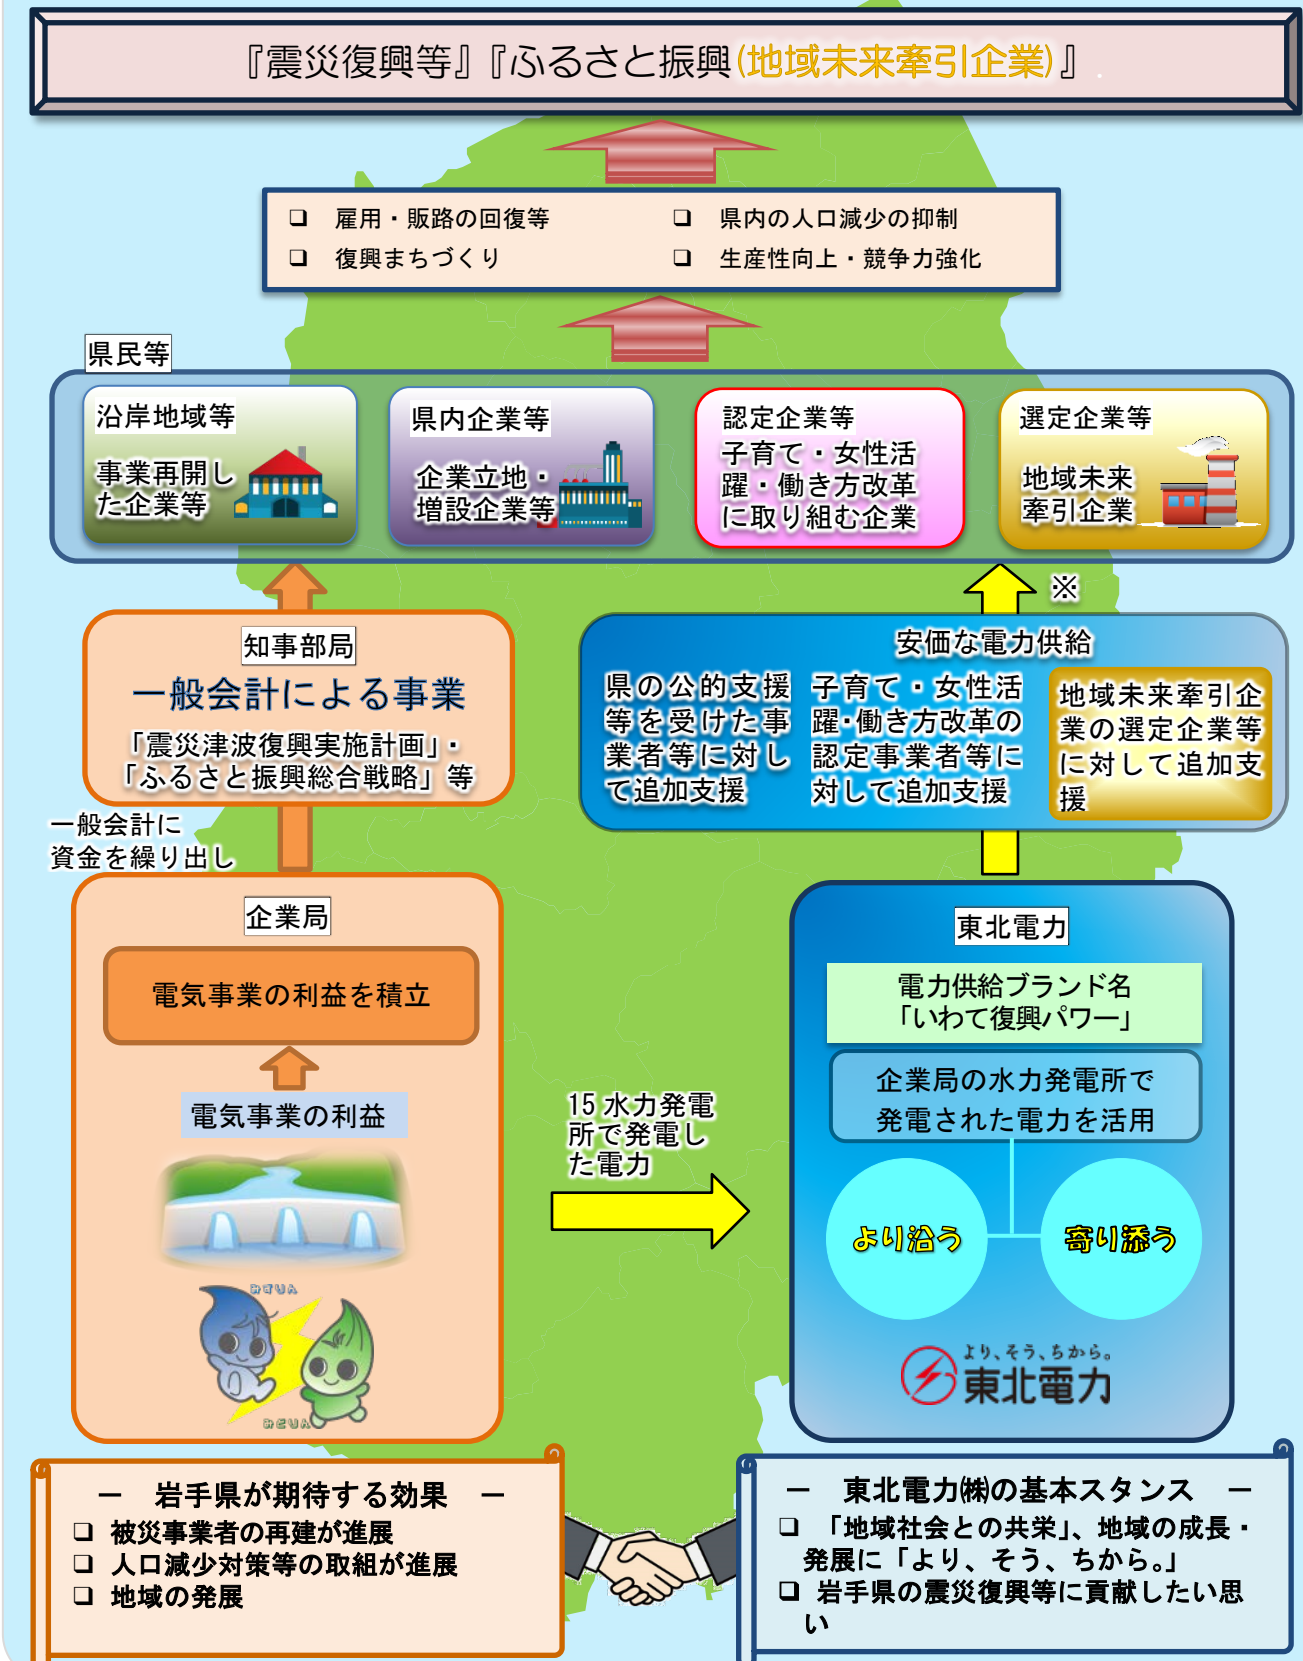 『震災復興等』『ふるさと振興(地域未来牽引企業)』
❑ 雇用・販路の回復等
❑ 復興まちづくり
❑ 県内の人口減少の抑制
❑ 生産性向上・競争力強化
県民等
沿岸地域等
事業再開し
た企業等
県内企業等
企業立地・
増設企業等
認定企業等
子育て・女性活
躍・働き方改革
に取り組む企業
選定企業等
地域未来
牽引企業
※
知事部局
一般会計による事業
「震災津波復興実施計画」・
「ふるさと振興総合戦略」等
安価な電力供給
県の公的支援
等を受けた事
業者等に対し
て追加支援
子育て・女性活
躍・働き方改革の
認定事業者等に
対して追加支援
地域未来牽引企
業の選定企業等
に対して追加支
援
一般会計に
資金を繰り出し
企業局
電気事業の利益を積立
電気事業の利益
みずりん
みどりん
15 水力発電
所で発電し
た電力
東北電力
電力供給ブランド名
「いわて復興パワー」
企業局の水力発電所で
発電された電力を活用
より沿う
寄り添う
より、そう、ちから。
東北電力
－ 岩手県が期待する効果 －
❑ 被災事業者の再建が進展
❑ 人口減少対策等の取組が進展
❑ 地域の発展
－ 東北電力㈱の基本スタンス －
❑ 「地域社会との共栄」、地域の成長・
発展に「より、そう、ちから。」
❑ 岩手県の震災復興等に貢献したい思
い